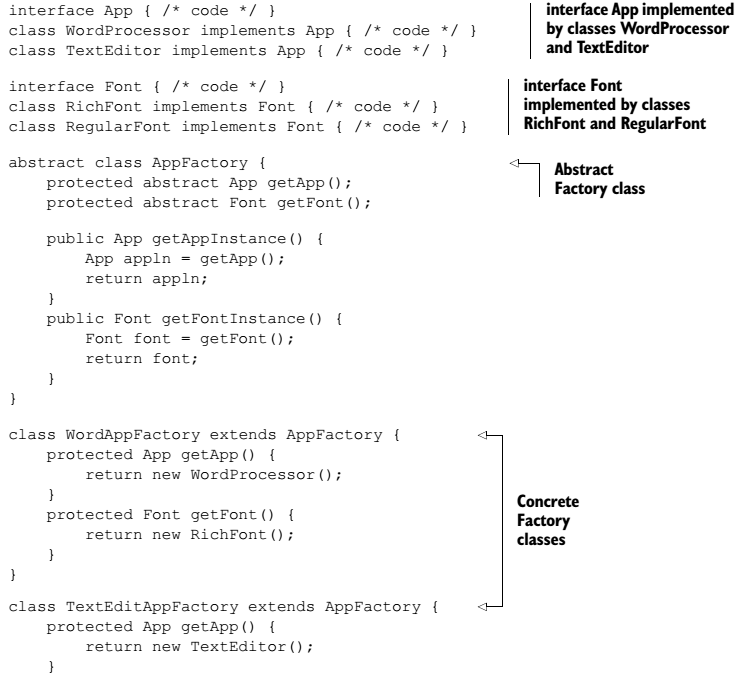 interface App { /* code */ }
class WordProcessor implements App { /* code */ }
class TextEditor implements App { /* code */ }
interface App implemented
by classes WordProcessor
and TextEditor
interface Font { /* code */ }
class RichFont implements Font { /* code */ }
class RegularFont implements Font { /* code */ }
interface Font
implemented by classes
RichFont and RegularFont
abstract class AppFactory {
    protected abstract App getApp();
    protected abstract Font getFont();
Abstract
Factory class
    public App getAppInstance() {
        App appln = getApp();
        return appln;
    }
    public Font getFontInstance() {
        Font font = getFont();
        return font;
    }
}
class WordAppFactory extends AppFactory {
    protected App getApp() {
        return new WordProcessor();
    }
    protected Font getFont() {
        return new RichFont();
    }
}
Concrete
Factory
classes
class TextEditAppFactory extends AppFactory {
    protected App getApp() {
        return new TextEditor();
    }